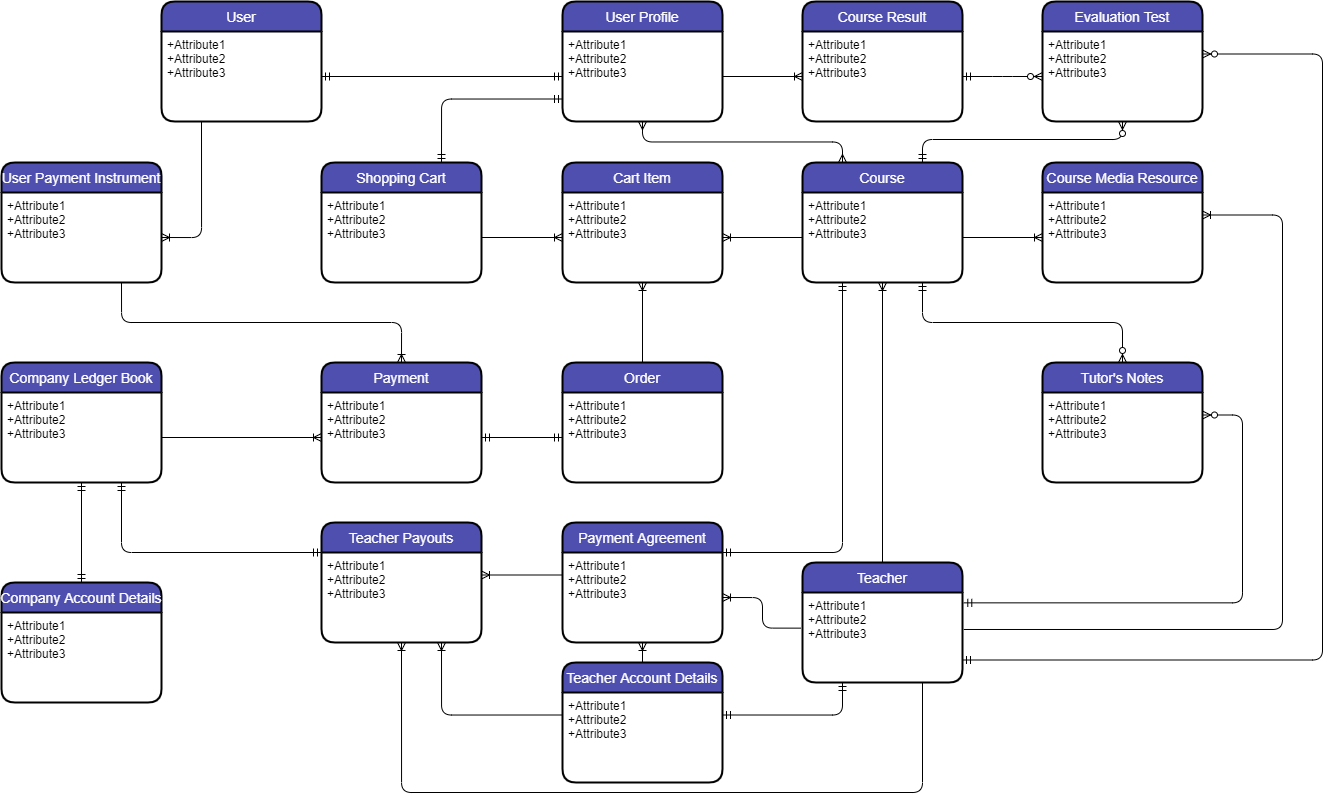 User
+Attribute1
+Attribute2
+Attribute3
User Profile
+Attribute1
+Attribute2
+Attribute3
Course Result
+Attribute1
+Attribute2
+Attribute3
Evaluation Test
+Attribute1
+Attribute2
+Attribute3
User Payment Instrument
+Attribute1
+Attribute2
+Attribute3
Shopping Cart
+Attribute1
+Attribute2
+Attribute3
Cart Item
+Attribute1
+Attribute2
+Attribute3
Course
+Attribute1
+Attribute2
+Attribute3
Course Media Resource
+Attribute1
+Attribute2
+Attribute3
Company Ledger Book
+Attribute1
+Attribute2
+Attribute3
Payment
+Attribute1
+Attribute2
+Attribute3
Order
+Attribute1
+Attribute2
+Attribute3
Tutor's Notes
+Attribute1
+Attribute2
+Attribute3
Teacher Payouts
+Attribute1
+Attribute2
+Attribute3
Payment Agreement
+Attribute1
+Attribute2
+Attribute3
Teacher
+Attribute1
+Attribute2
+Attribute3
Company Account Details
+Attribute1
+Attribute2
+Attribute3
Teacher Account Details
+Attribute1
+Attribute2
+Attribute3